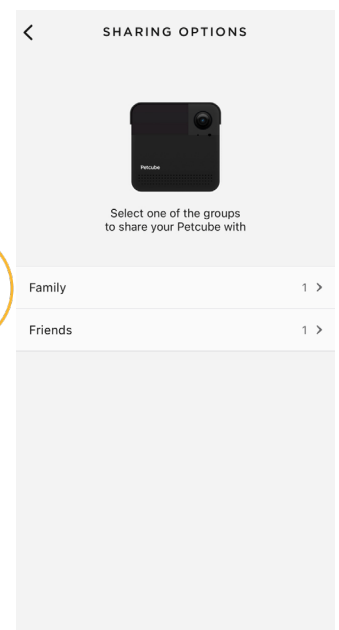 SHARING OPTIONS
Petcube
Select one of the groups
to share your Petcube with
Family 1
Friends 1